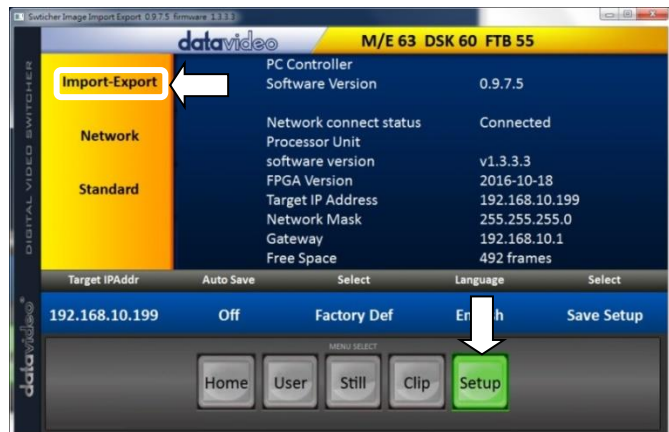 Swticher Image Import Export 0.9.7.5 firmware 1.3.3.3
datavideo
M/E 63 DSK 60 FTB 55
DIGITAL VIDEO SWITCHER
Import-Export
Network
Standard
PC Controller
Software Version 0.9.7.5
Network connect status Connected
Processor Unit
software version v1.3.3.3
FPGA Version 2016-10-18
Target IP Address 192.168.10.199
Network Mask 255.255.255.0
Gateway 192.168.10.1
Free Space 492 frames
Target IPAddr Auto Save Select Language Select
192.168.10.199 Off Factory Def Save Setup
datavideo
MENU SELECT
Home User Still Clip Setup